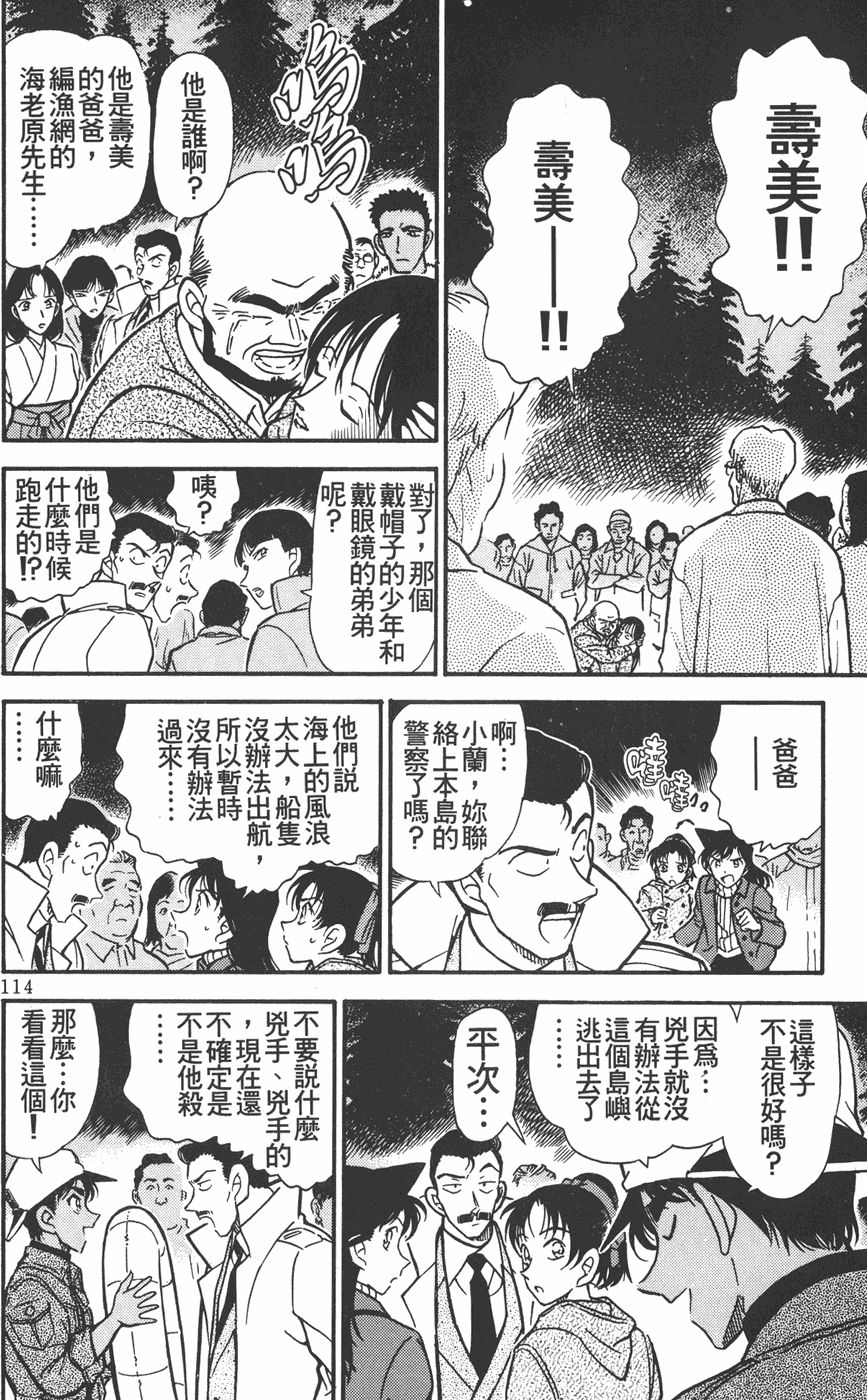 壽美!!
壽美——!!
嗚
嗚
他是誰啊?
他是壽美
的爸爸,
編漁網的
海老原先生……
對了,那個
戴帽子的少年和
戴眼鏡的弟弟
呢?
咦?
他們是
什麼時候
跑走的!?
爸爸
——
哇
哇
啊…
小蘭,妳聯
絡上本島的
警察了嗎?
他們説
海上的風浪
太大,船隻
沒辦法出航,
所以暫時
沒有辦法
過來……
什麼嘛
……
這樣子
不是很好嗎?
因爲…
兇手就沒
有辦法從
這個島嶼
逃出去了
……
平次…
不要説什麼
兇手、兇手的
,現在還
不確定是
不是他殺
……
那麼…你
看看這個!
114